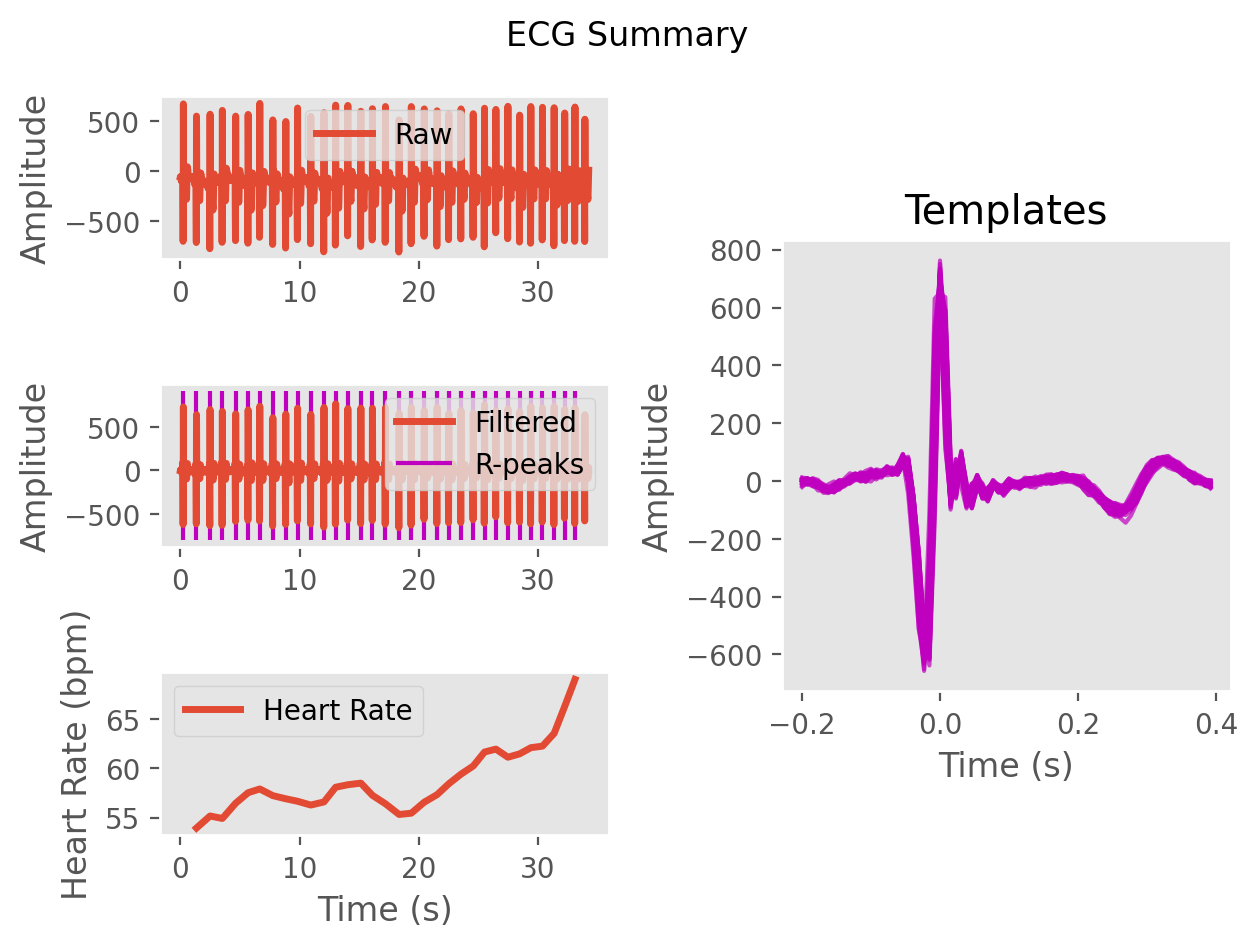 ECG Summary
Amplitude
500
0
−500
Raw
0
10
20
30
Amplitude
500
0
−500
Filtered
R-peaks
0
10
20
30
Heart Rate (bpm)
65
60
55
Heart Rate
0
10
20
30
Time (s)
Templates
Amplitude
800
600
400
200
0
−200
−400
−600
−0.2
0.0
0.2
0.4
Time (s)